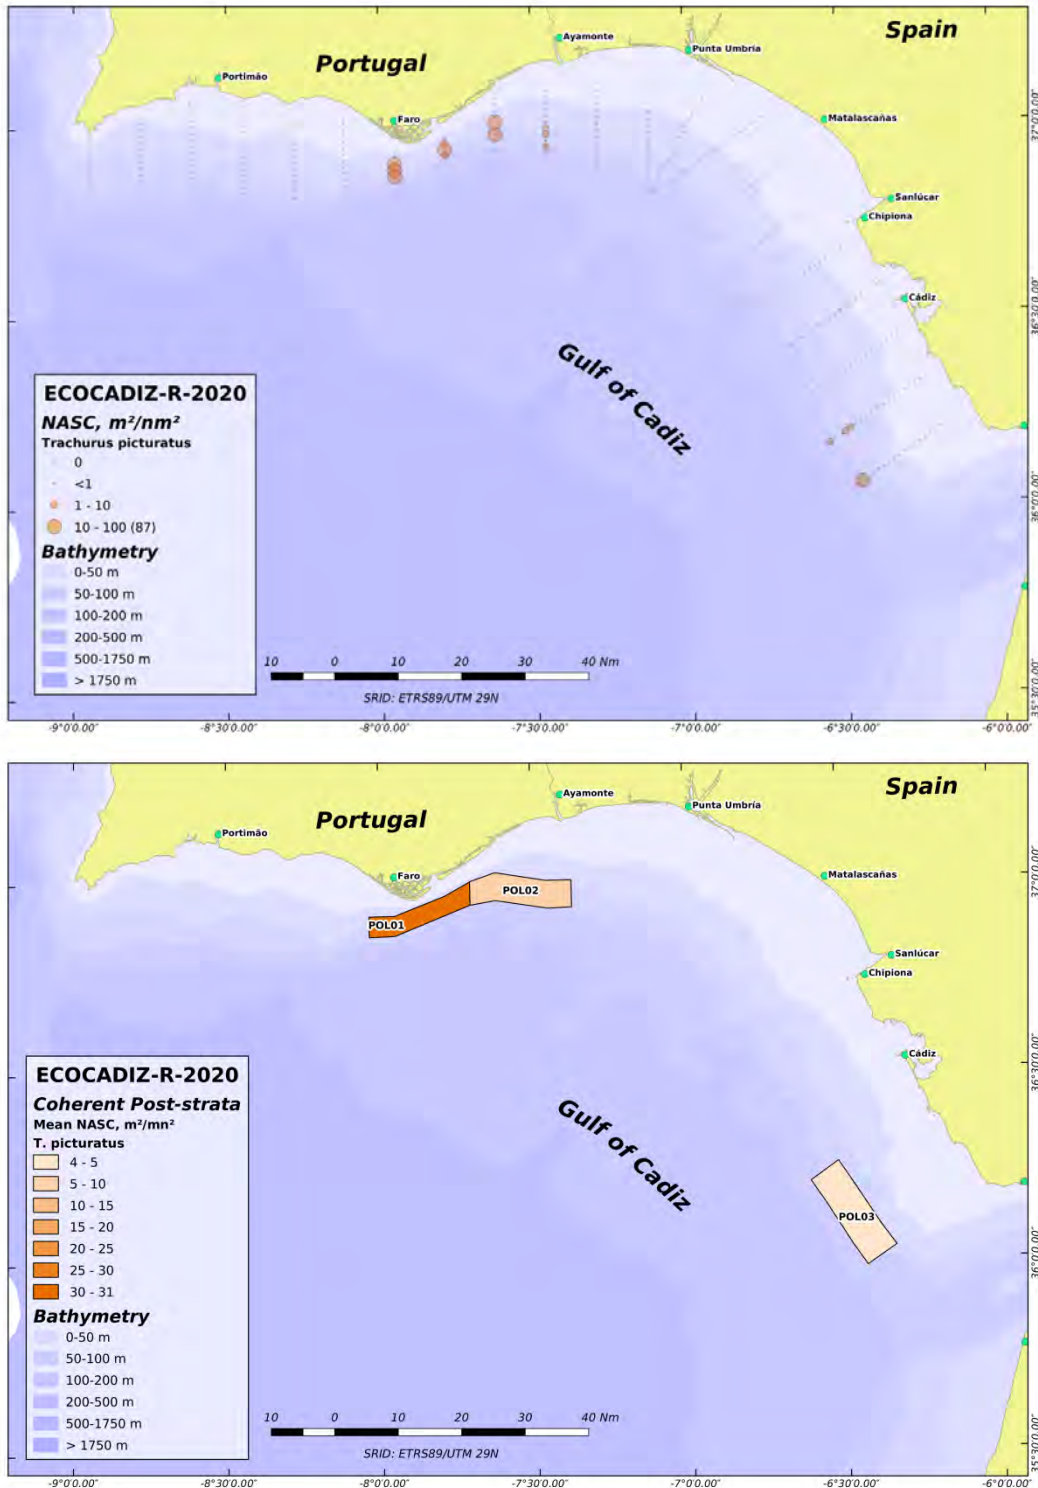 Spain
Ayamonte
Portugal
Punta Umbría
Portimão
Faro
Matalascañas
37°0'0.00"
Sanlúcar
Chipiona
Cádiz
36°30'0.00"
Gulf of Cadiz
ECOCADIZ-R-2020
NASC, m²/nm²
Trachurus picturatus
0
<1
1 - 10
10 - 100 (87)
Bathymetry
0-50 m
50-100 m
100-200 m
200-500 m
500-1750 m
> 1750 m
36°0'0.00"
10 0 10 20 30 40 Nm
SRID: ETRS89/UTM 29N
35°30'0.00"
-9°0'0.00" -8°30'0.00" -8°0'0.00" -7°30'0.00" -7°0'0.00" -6°30'0.00" -6°0'0.00"
Spain
Ayamonte
Portugal
Punta Umbría
Portimão
Faro
Matalascañas
37°0'0.00"
POL02
POL01
Sanlúcar
Chipiona
Cádiz
36°30'0.00"
Gulf of Cadiz
POL03
ECOCADIZ-R-2020
Coherent Post-strata
Mean NASC, m²/mn²
T. picturatus
4 - 5
5 - 10
10 - 15
15 - 20
20 - 25
25 - 30
30 - 31
Bathymetry
0-50 m
50-100 m
100-200 m
200-500 m
500-1750 m
> 1750 m
36°0'0.00"
10 0 10 20 30 40 Nm
SRID: ETRS89/UTM 29N
35°30'0.00"
-9°0'0.00" -8°30'0.00" -8°0'0.00" -7°30'0.00" -7°0'0.00" -6°30'0.00" -6°0'0.00"